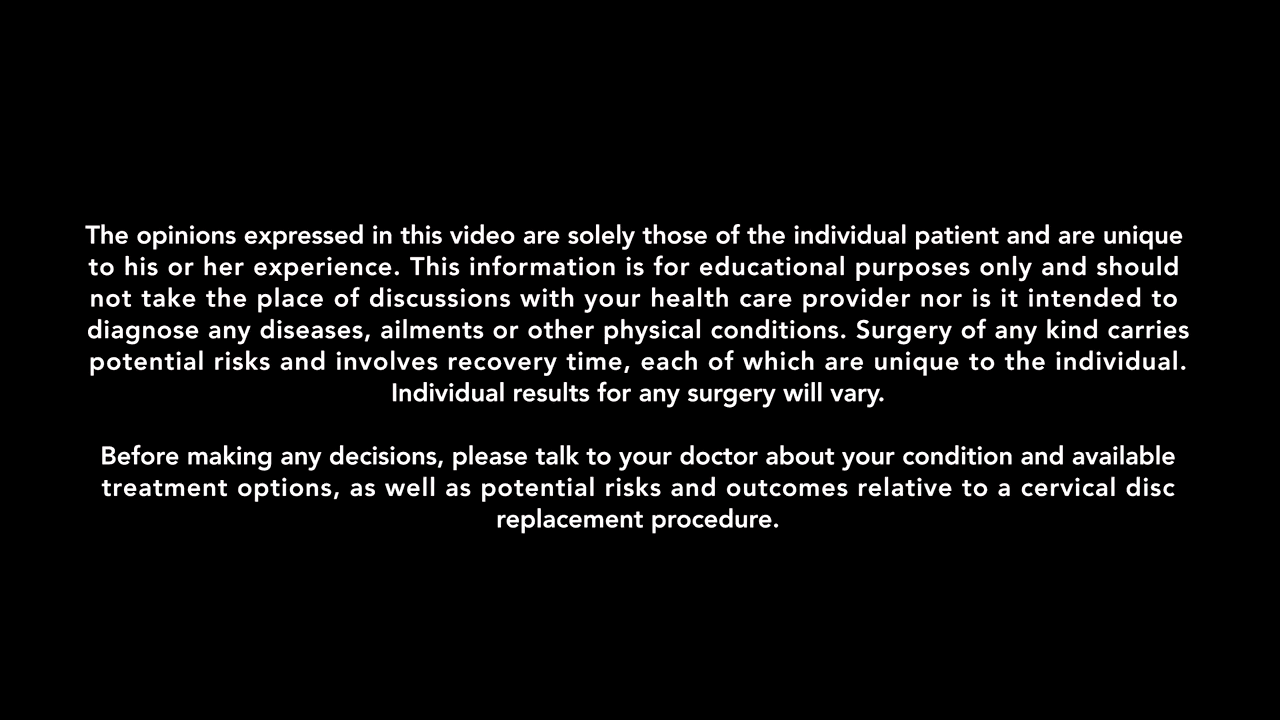 The opinions expressed in this video are solely those of the individual patient and are unique
to his or her experience. This information is for educational purposes only and should
not take the place of discussions with your health care provider nor is it intended to
diagnose any diseases, ailments or other physical conditions. Surgery of any kind carries
potential risks and involves recovery time, each of which are unique to the individual.
Individual results for any surgery will vary.
Before making any decisions, please talk to your doctor about your condition and available
treatment options, as well as potential risks and outcomes relative to a cervical disc
replacement procedure.